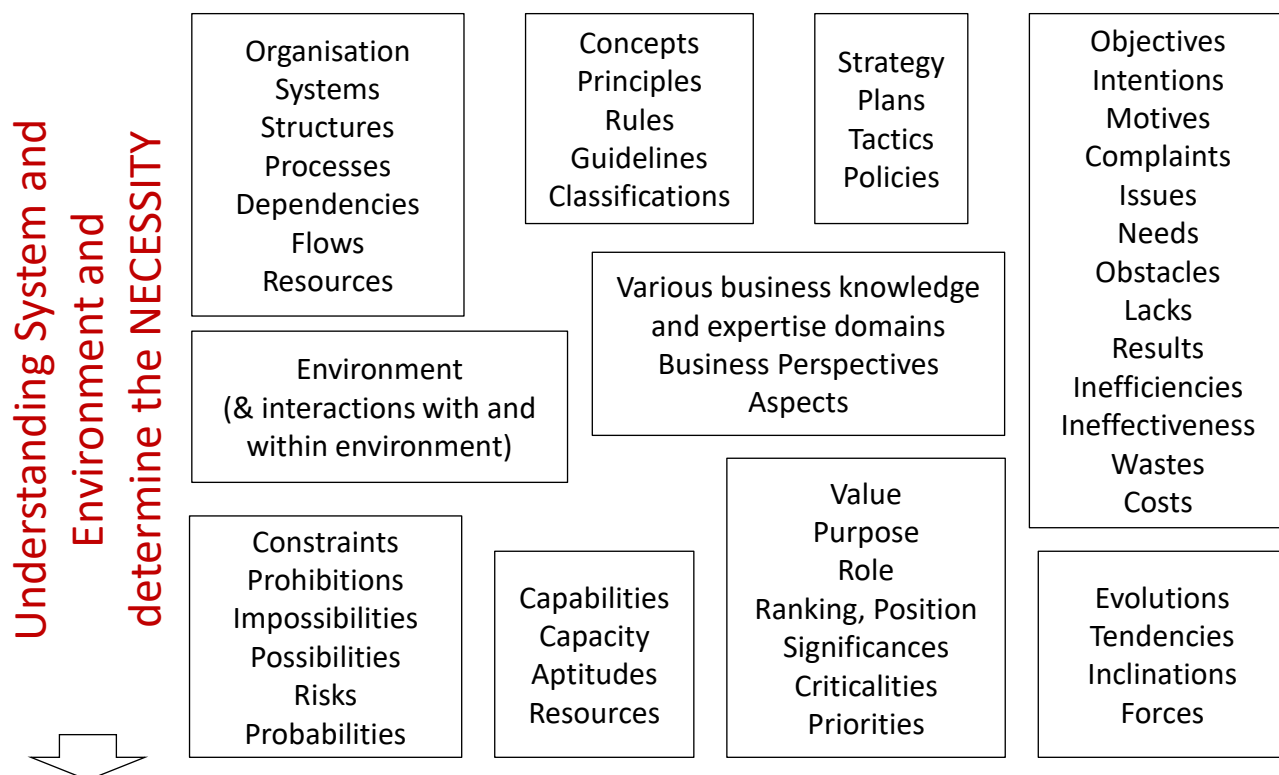 Understanding System and
Environment and
determine the NECESSITY
Organisation
Systems
Structures
Processes
Dependencies
Flows
Resources
Concepts
Principles
Rules
Guidelines
Classifications
Strategy
Plans
Tactics
Policies
Objectives
Intentions
Motives
Complaints
Issues
Needs
Obstacles
Lacks
Results
Inefficiencies
Ineffectiveness
Wastes
Costs
Various business knowledge
and expertise domains
Business Perspectives
Aspects
Environment
(& interactions with and
within environment)
Constraints
Prohibitions
Impossibilities
Possibilities
Risks
Probabilities
Capabilities
Capacity
Aptitudes
Resources
Value
Purpose
Role
Ranking, Position
Significances
Criticalities
Priorities
Evolutions
Tendencies
Inclinations
Forces